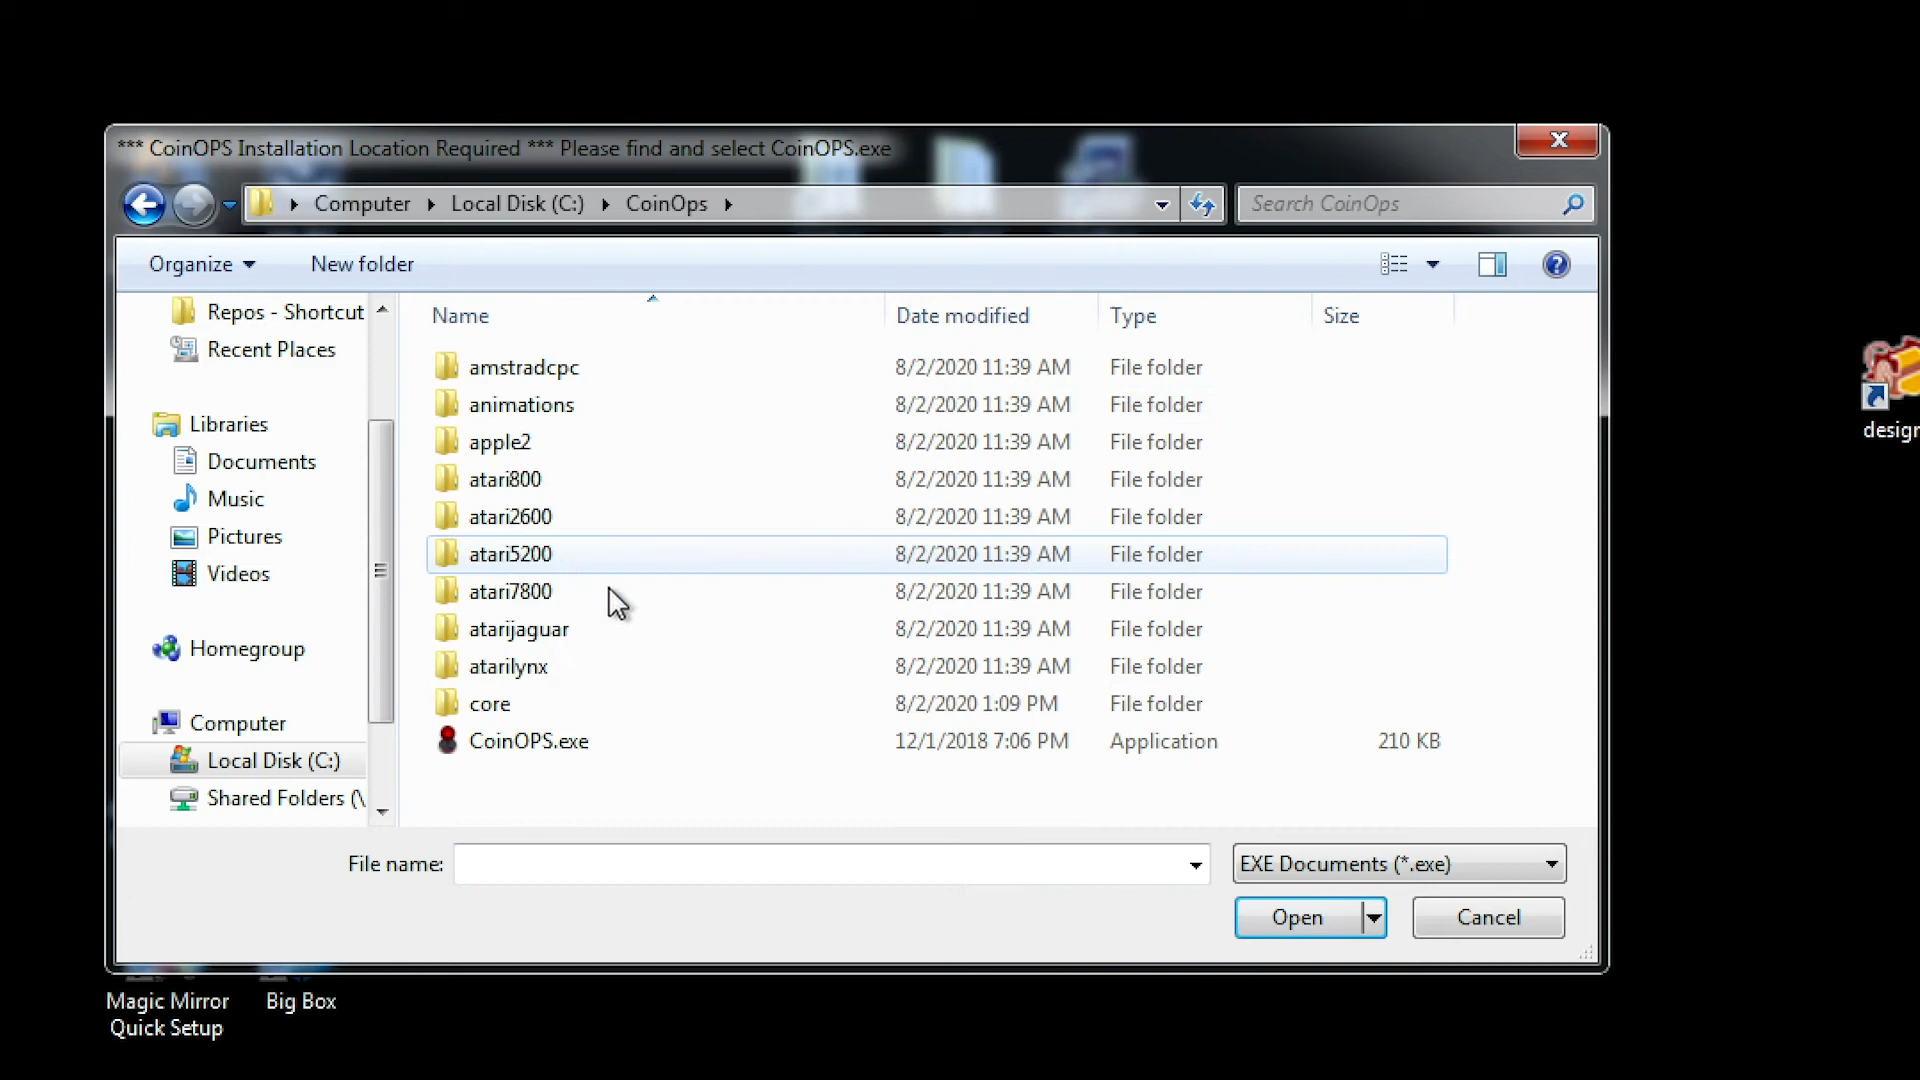 *** CoinOPS Installation Location Required *** Please find and select CoinOPS.exe
Computer Local Disk (C:) CoinOps
Search CoinOps
Organize New folder
Name Date modified Type Size
Repos - Shortcut
Recent Places
Libraries
Documents
Music
Pictures
Videos
Homegroup
Computer
Local Disk (C:)
Shared Folders (\
amstradcpc 8/2/2020 11:39 AM File folder
animations 8/2/2020 11:39 AM File folder
apple2 8/2/2020 11:39 AM File folder
atari800 8/2/2020 11:39 AM File folder
atari2600 8/2/2020 11:39 AM File folder
atari5200 8/2/2020 11:39 AM File folder
atari7800 8/2/2020 11:39 AM File folder
atarijaguar 8/2/2020 11:39 AM File folder
atarilynx 8/2/2020 11:39 AM File folder
core 8/2/2020 1:09 PM File folder
CoinOPS.exe 12/1/2018 7:06 PM Application 210 KB
File name:
EXE Documents (*.exe)
Open Cancel
Magic Mirror
Quick Setup
Big Box
design